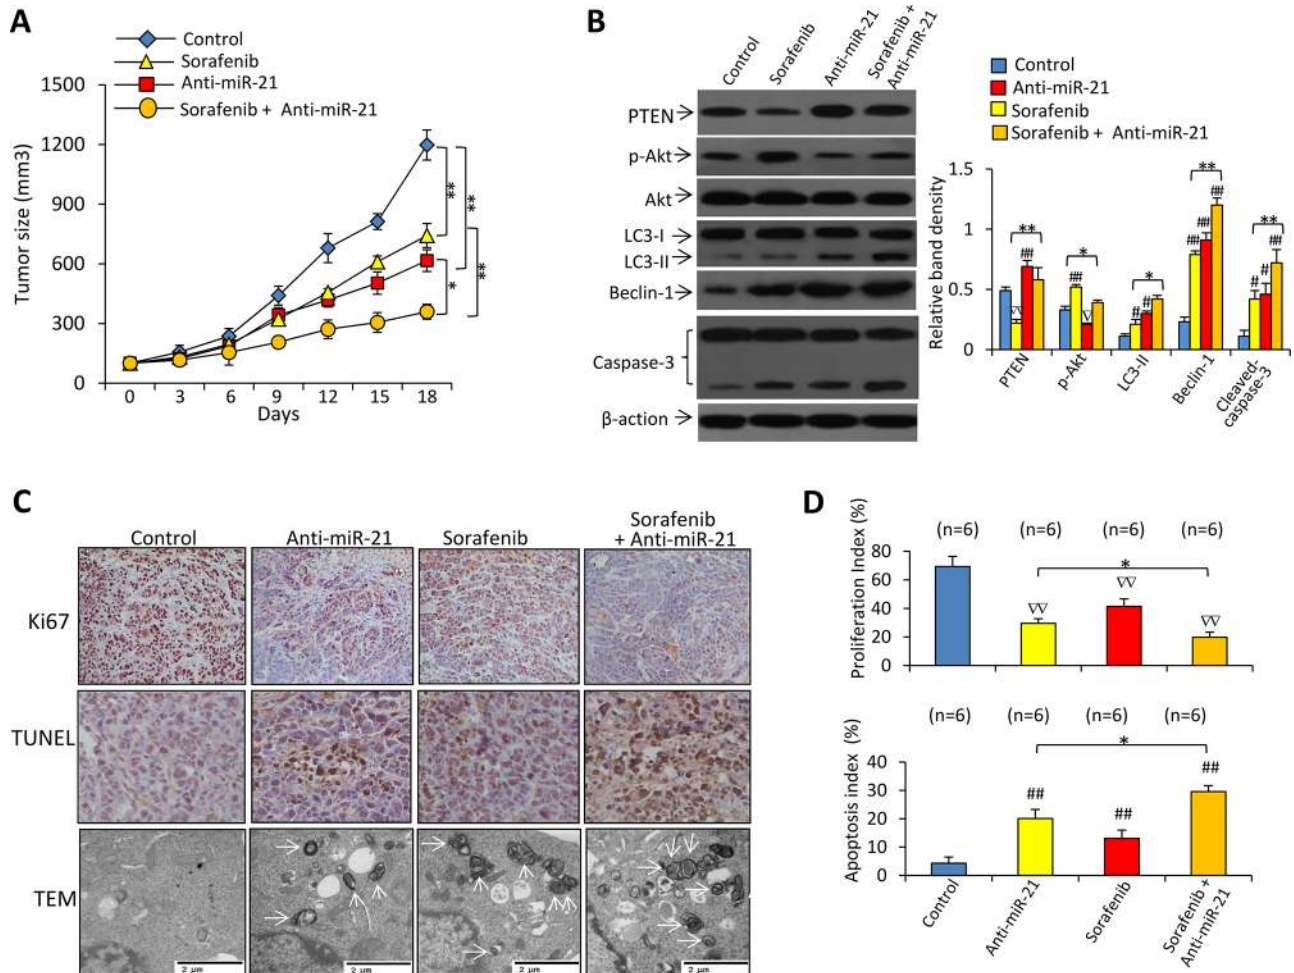 A
Control
Sorafenib
Anti-miR-21
Sorafenib + Anti-miR-21
Tumor size (mm3)
1500
1200
900
600
300
0
0 3 6 9 12 15 18
Days
**
**
**
*
B
Control
Sorafenib
Anti-miR-21
Sorafenib +
Anti-miR-21
PTEN
p-Akt
Akt
LC3-I
LC3-II
Beclin-1
Caspase-3
β-action
Control
Anti-miR-21
Sorafenib
Sorafenib + Anti-miR-21
Relative band density
1.5
1
0.5
0
** * * ** **
▽▽ ## ## ▽ # # ## ## ## # # ##
PTEN
p-Akt
LC3-II
Beclin-1
Cleaved-
caspase-3
C
Control
Anti-miR-21
Sorafenib
Sorafenib
+ Anti-miR-21
Ki67
TUNEL
TEM
2 μm
2 μm
2 μm
2 μm
D
(n=6) (n=6) (n=6) (n=6)
Proliferation Index (%)
80
60
40
20
0
*
▽▽ ▽▽ ▽▽
(n=6) (n=6) (n=6) (n=6)
Apoptosis index (%)
40
30
20
10
0
*
## ## ##
Control
Anti-miR-21
Sorafenib
Sorafenib +
Anti-miR-21